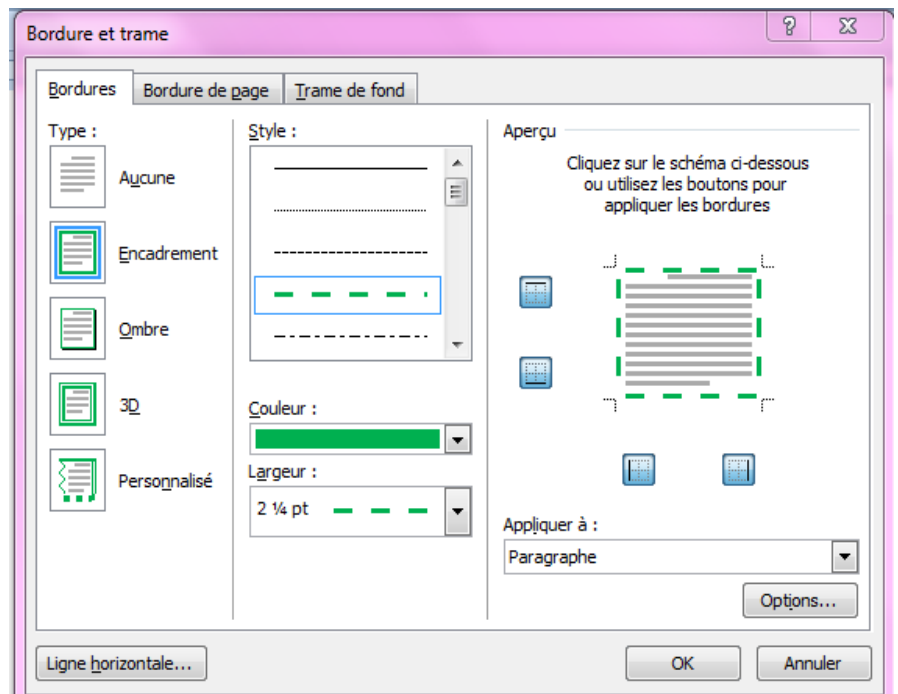 Bordure et trame
Bordures
Bordure de page
Trame de fond
Type :
Aucune
Encadrement
Ombre
3D
Personnalisé
Style :
Couleur :
Largeur :
2 ¼ pt
Aperçu
Cliquez sur le schéma ci-dessous
ou utilisez les boutons pour
appliquer les bordures
Appliquer à :
Paragraphe
Options...
Ligne horizontale...
OK
Annuler